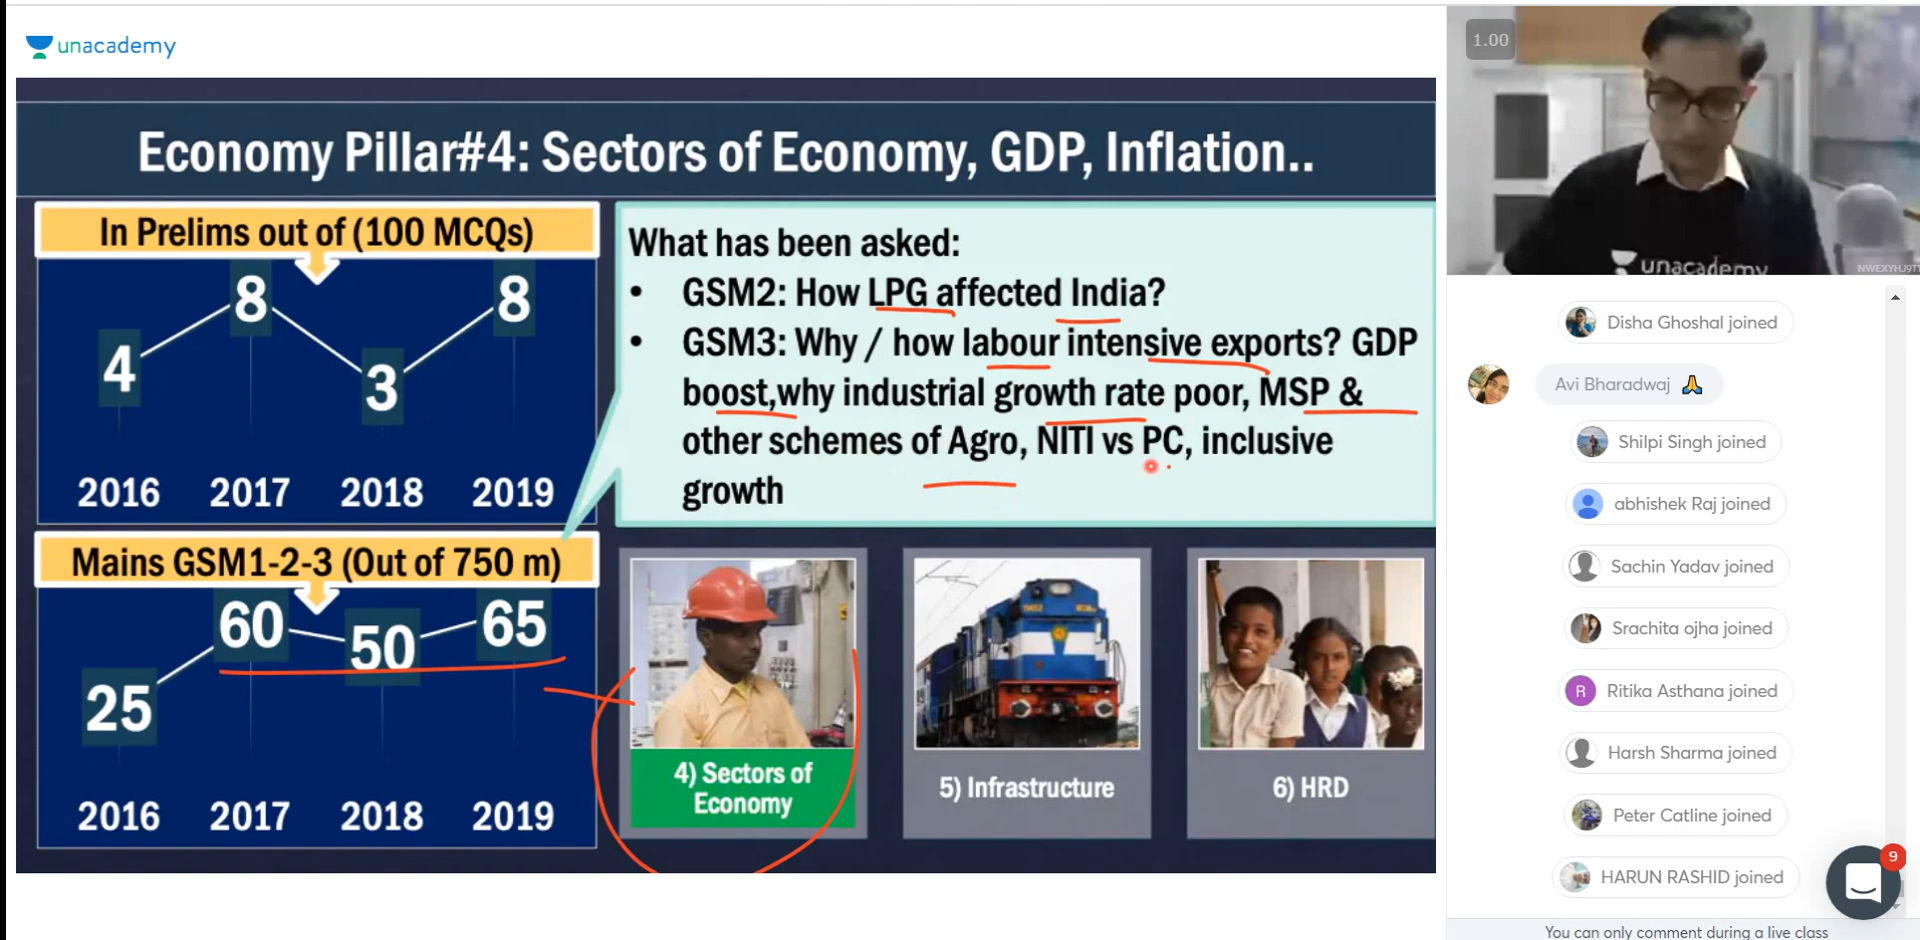 unacademy
Economy Pillar#4: Sectors of Economy, GDP, Inflation..
In Prelims out of (100 MCQs)
4
8
3
8
2016 2017 2018 2019
Mains GSM1-2-3 (Out of 750 m)
25
60
50
65
2016 2017 2018 2019
What has been asked:
• GSM2: How LPG affected India?
• GSM3: Why / how labour intensive exports? GDP
boost,why industrial growth rate poor, MSP &
other schemes of Agro, NITI vs PC, inclusive
growth
4) Sectors of
Economy
5) Infrastructure
6) HRD
1.00
unacademy
Disha Ghoshal joined
Avi Bharadwaj 🙏
Shilpi Singh joined
abhishek Raj joined
Sachin Yadav joined
Srachita ojha joined
R
Ritika Asthana joined
Harsh Sharma joined
Peter Catline joined
HARUN RASHID joined
9
You can only comment during a live class